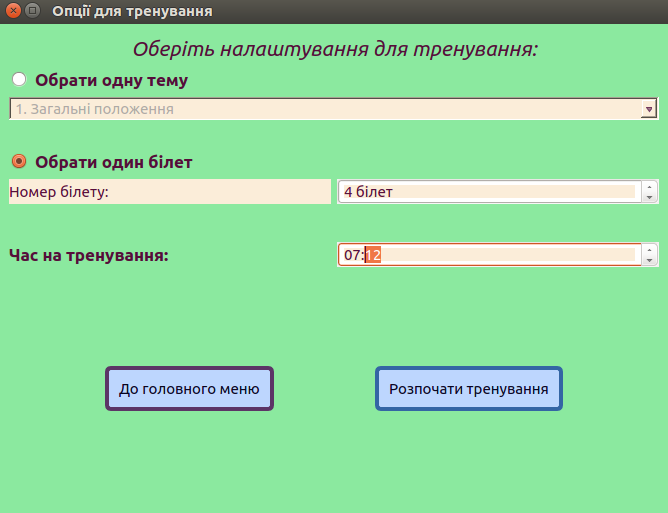 Опції для тренування
Оберіть налаштування для тренування:
Обрати одну тему
1. Загальні положення
Обрати один білет
Номер білету:
4 білет
Час на тренування:
07:12
До головного меню
Розпочати тренування